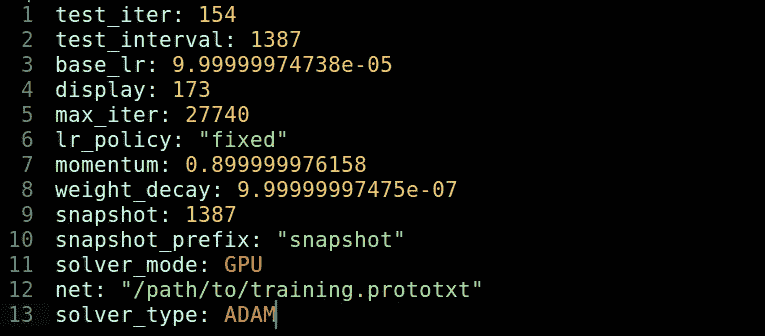 1 test_iter: 154
2 test_interval: 1387
3 base_lr: 9.99999974738e-05
4 display: 173
5 max_iter: 27740
6 lr_policy: "fixed"
7 momentum: 0.899999976158
8 weight_decay: 9.99999997475e-07
9 snapshot: 1387
10 snapshot_prefix: "snapshot"
11 solver_mode: GPU
12 net: "/path/to/training.prototxt"
13 solver_type: ADAM